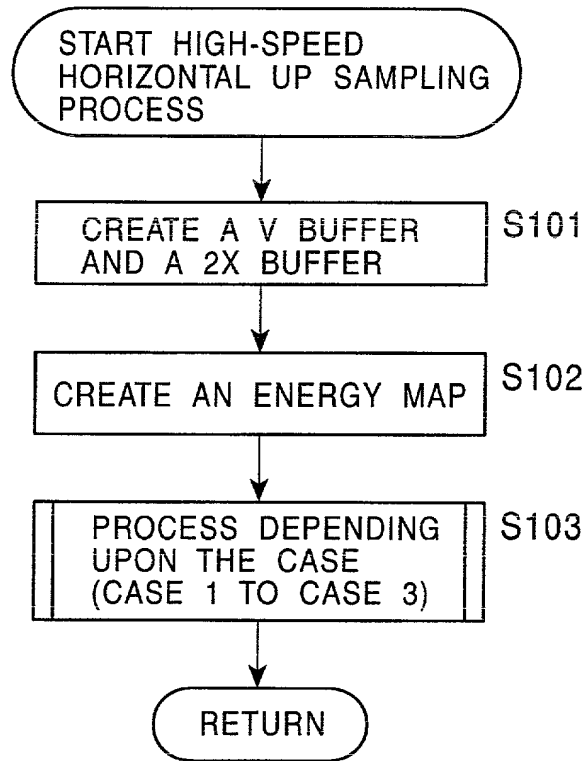 START HIGH-SPEED
HORIZONTAL UP SAMPLING
PROCESS
CREATE A V BUFFER
AND A 2X BUFFER
S101
CREATE AN ENERGY MAP
S102
PROCESS DEPENDING
UPON THE CASE
(CASE 1 TO CASE 3)
S103
RETURN